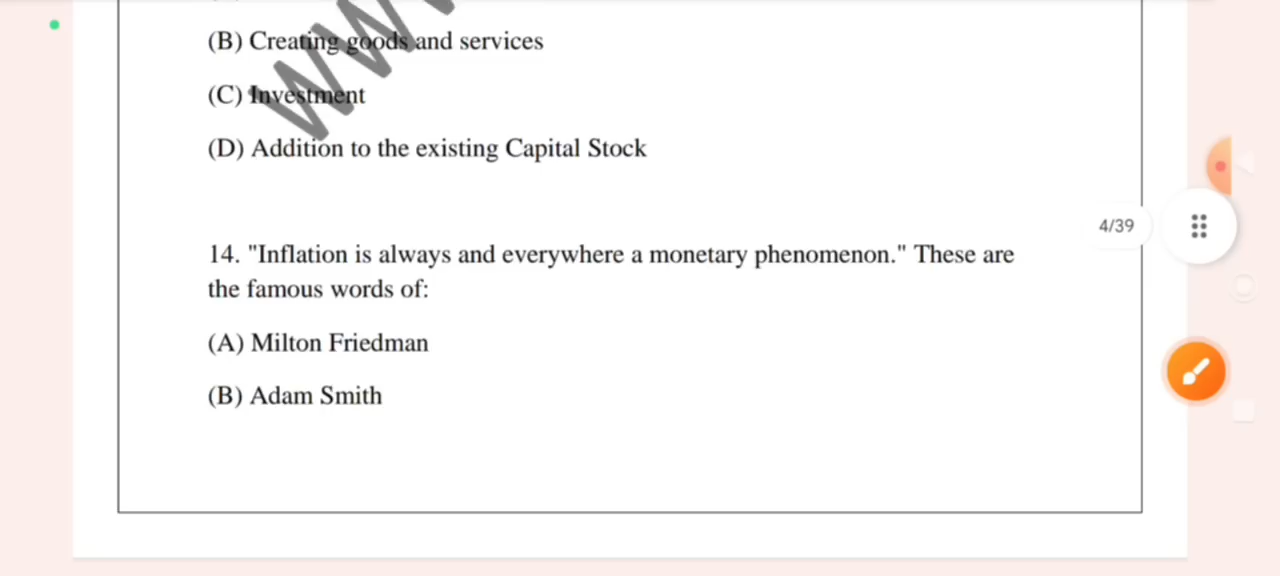 (B) Creating goods and services
(C) Investment
(D) Addition to the existing Capital Stock
4/39
14. "Inflation is always and everywhere a monetary phenomenon." These are
the famous words of:
(A) Milton Friedman
(B) Adam Smith